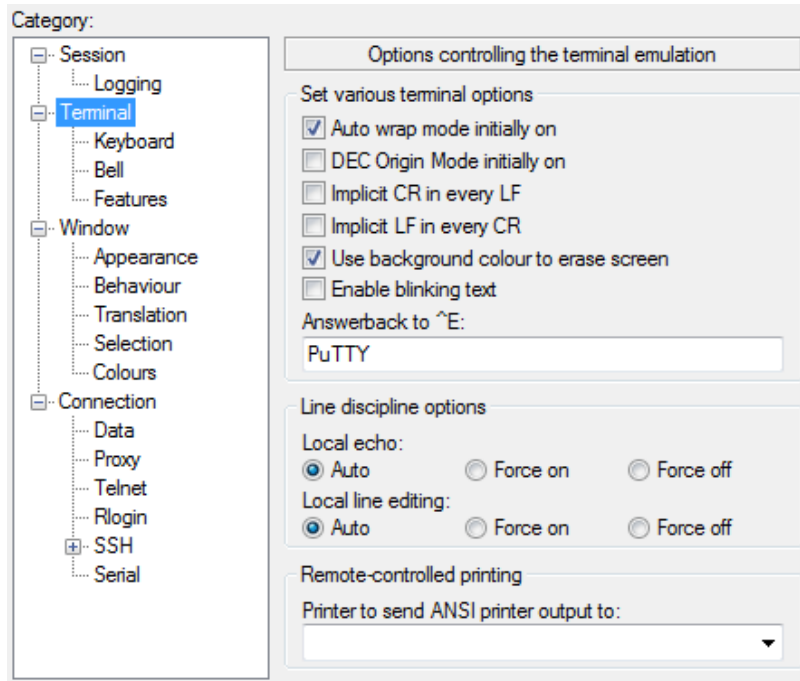 Category:
Session
Logging
Terminal
Keyboard
Bell
Features
Window
Appearance
Behaviour
Translation
Selection
Colours
Connection
Data
Proxy
Telnet
Rlogin
SSH
Serial
Options controlling the terminal emulation
Set various terminal options
Auto wrap mode initially on
DEC Origin Mode initially on
Implicit CR in every LF
Implicit LF in every CR
Use background colour to erase screen
Enable blinking text
Answerback to ^E:
PuTTY
Line discipline options
Local echo:
Auto Force on Force off
Local line editing:
Auto Force on Force off
Remote-controlled printing
Printer to send ANSI printer output to: